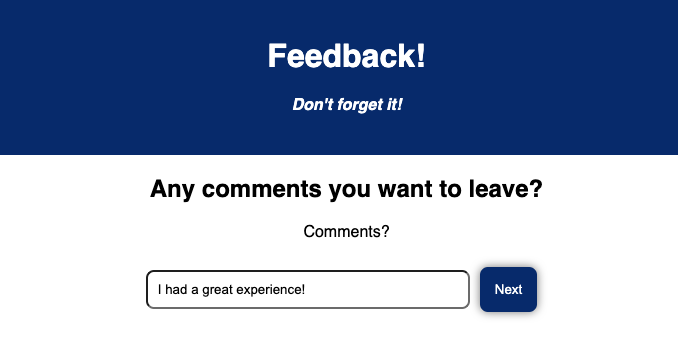 Feedback!
Don't forget it!
Any comments you want to leave?
Comments?
I had a great experience! Next